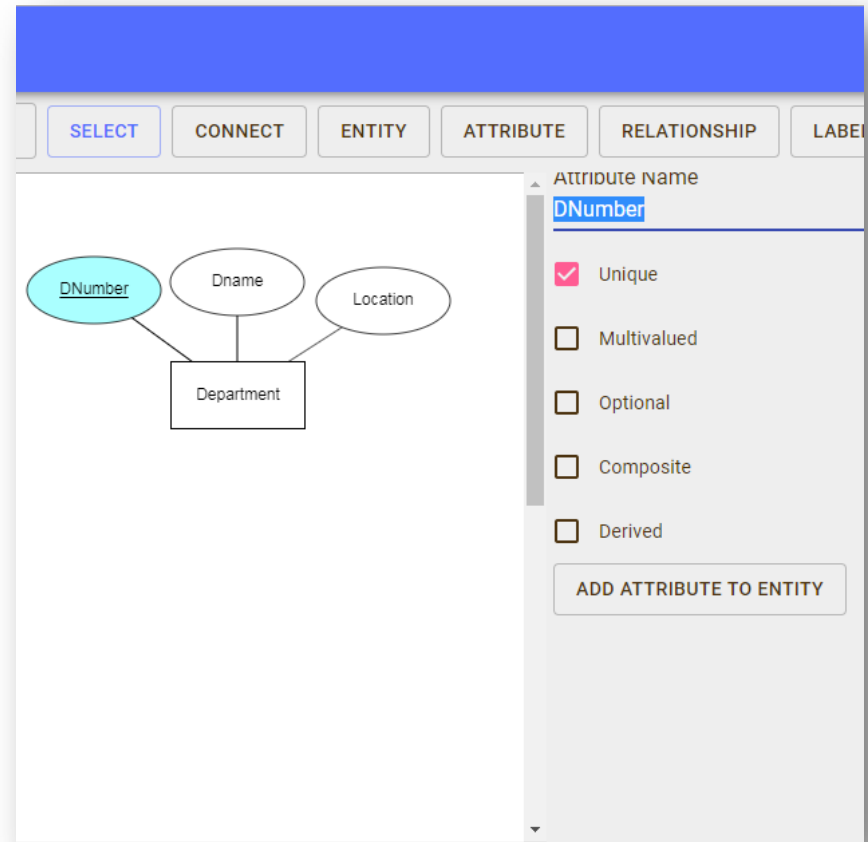 SELECT
CONNECT
ENTITY
ATTRIBUTE
RELATIONSHIP
LABEL
Attribute Name
DNumber
Unique
Multivalued
Optional
Composite
Derived
ADD ATTRIBUTE TO ENTITY
DNumber
Dname
Location
Department